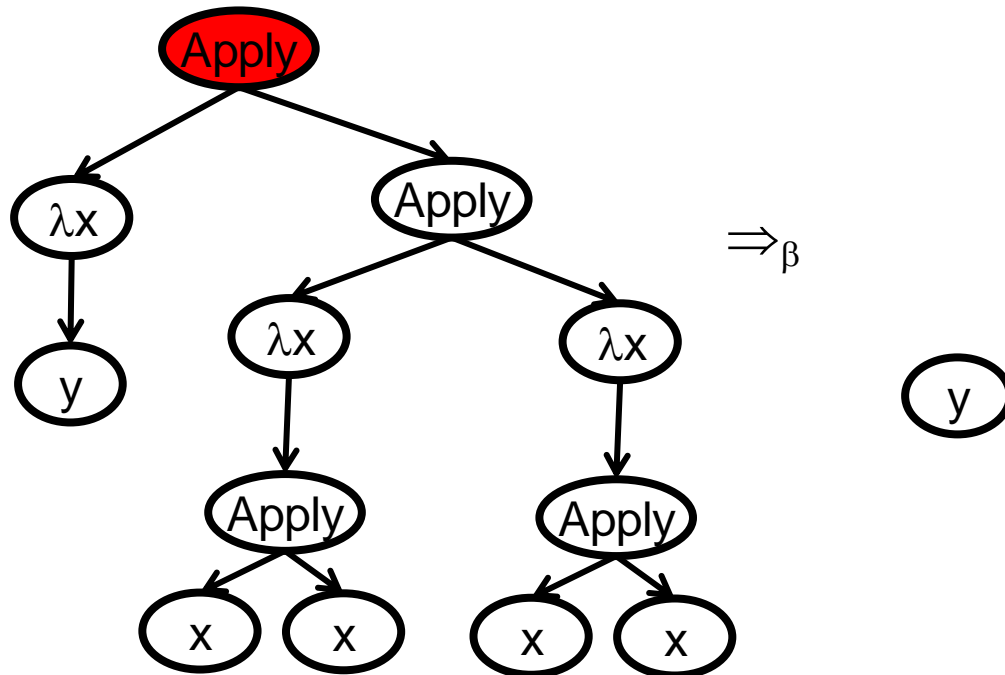 Apply
λx Apply
⇒β
λx λx
y y
Apply Apply
x x x x